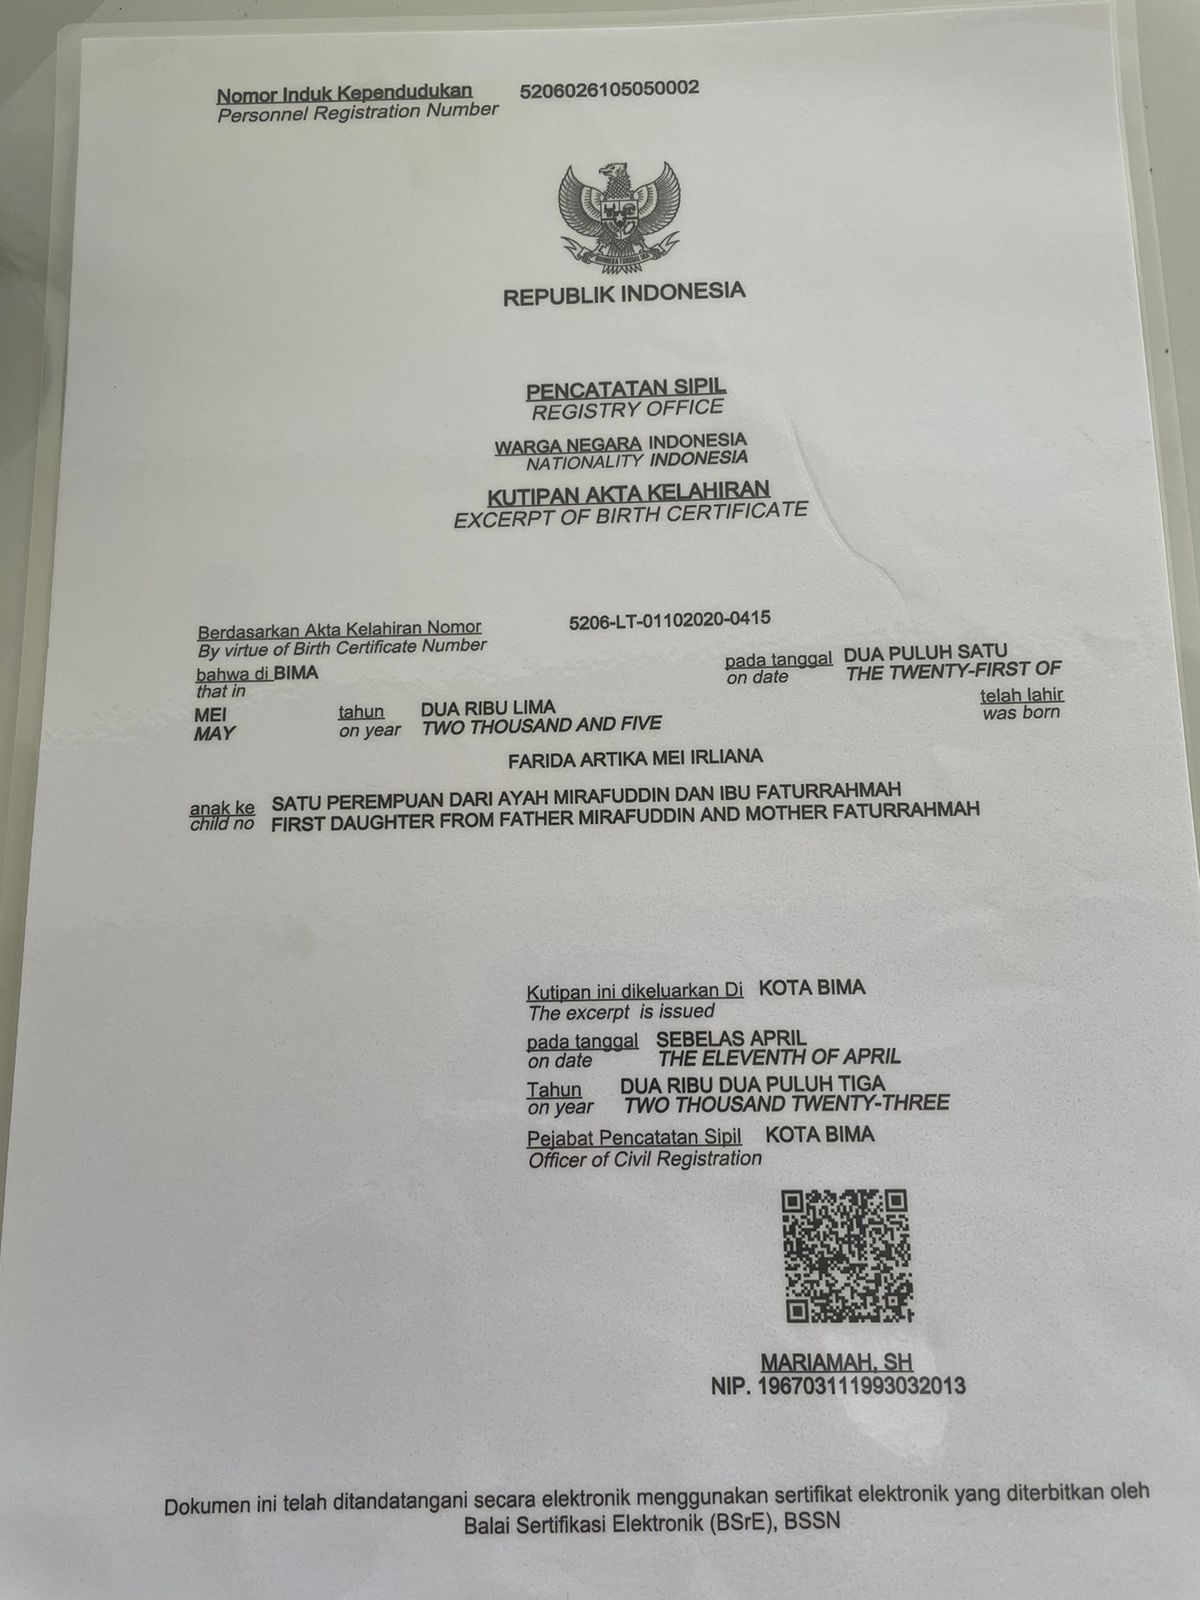 Nomor Induk Kependudukan 5206026105050002
Personnel Registration Number
REPUBLIK INDONESIA
PENCATATAN SIPIL
REGISTRY OFFICE
WARGA NEGARA INDONESIA
NATIONALITY INDONESIA
KUTIPAN AKTA KELAHIRAN
EXCERPT OF BIRTH CERTIFICATE
Berdasarkan Akta Kelahiran Nomor 5206-LT-01102020-0415
By virtue of Birth Certificate Number
bahwa di BIMA pada tanggal DUA PULUH SATU
that in on date THE TWENTY-FIRST OF
MEI tahun DUA RIBU LIMA telah lahir
MAY on year TWO THOUSAND AND FIVE was born
FARIDA ARTIKA MEI IRLIANA
anak ke SATU PEREMPUAN DARI AYAH MIRAFUDDIN DAN IBU FATURRAHMAH
child no FIRST DAUGHTER FROM FATHER MIRAFUDDIN AND MOTHER FATURRAHMAH
Kutipan ini dikeluarkan Di KOTA BIMA
The excerpt is issued
pada tanggal SEBELAS APRIL
on date THE ELEVENTH OF APRIL
Tahun DUA RIBU DUA PULUH TIGA
on year TWO THOUSAND TWENTY-THREE
Pejabat Pencatatan Sipil KOTA BIMA
Officer of Civil Registration
MARIAMAH, SH
NIP. 196703111993032013
Dokumen ini telah ditandatangani secara elektronik menggunakan sertifikat elektronik yang diterbitkan oleh
Balai Sertifikasi Elektronik (BSrE), BSSN